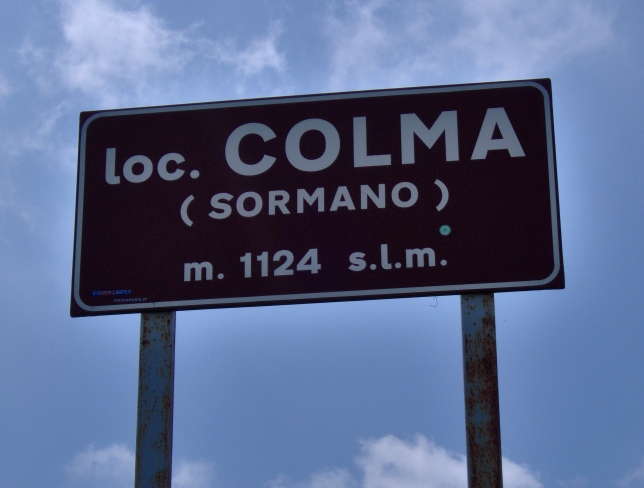 loc. COLMA
( SORMANO )
m. 1124 s.l.m.